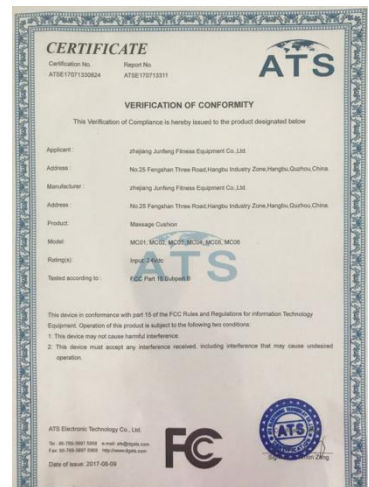 CERTIFICATE
Certification No. Report No.
ATSE17071330824 ATSE170713311
ATS
VERIFICATION OF CONFORMITY
This Verification of Compliance is hereby issued to the product designated below
Applicant : zhejiang Junfeng Fitness Equipment Co.,Ltd.
Address : No.25 Fengshan Three Road,Hangbu Industry Zone,Hangbu,Quzhou,China.
Manufacturer : zhejiang Junfeng Fitness Equipment Co.,Ltd.
Address : No.25 Fengshan Three Road,Hangbu Industry Zone,Hangbu,Quzhou,China.
Product: Massage Cushion
Model: MC01, MC02, MC03, MC04, MC05, MC06
Rating(s): Input: 24Vdc
ATS
Tested according to : FCC Part 15 Subpart B
This device in conformance with part 15 of the FCC Rules and Regulations for Information Technology
Equipment. Operation of this product is subject to the following two conditions
1: This device may not cause harmful interference.
2: This device must accept any interference received, including interference that may cause undesired
operation.
ATS Electronic Technology Co., Ltd.
Date of issue: 2017-08-09
FC
ATS
Zeng